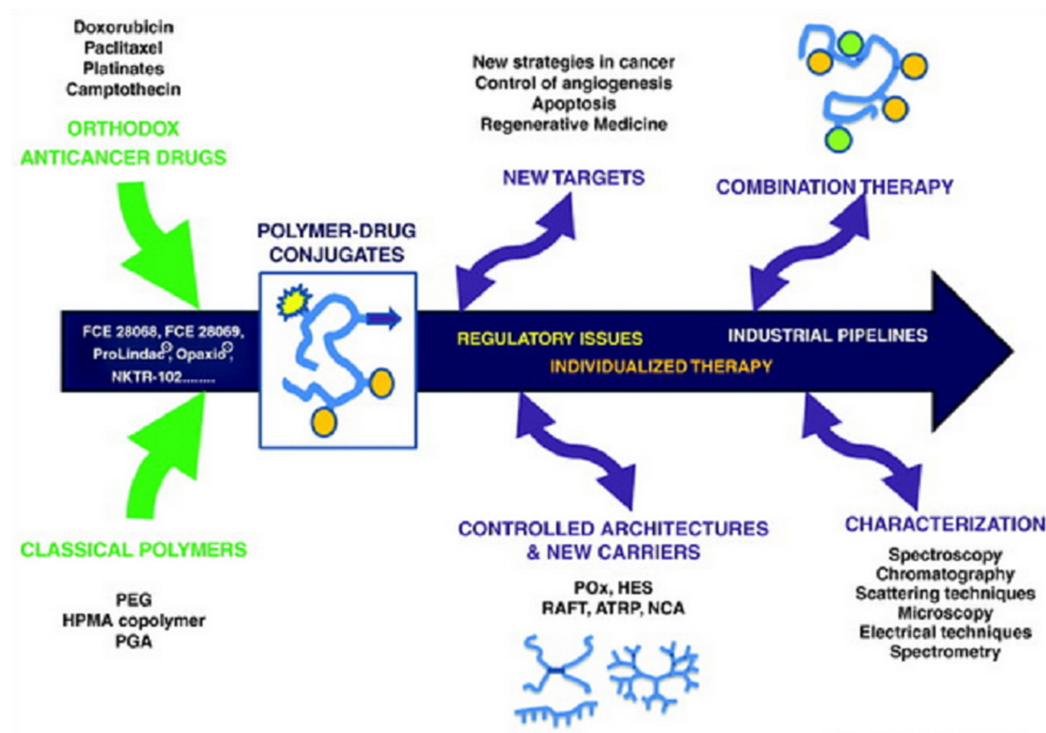 Doxorubicin
Paclitaxel
Platinates
Camptothecin
ORTHODOX
ANTICANCER DRUGS
New strategies in cancer
Control of angiogenesis
Apoptosis
Regenerative Medicine
NEW TARGETS
COMBINATION THERAPY
POLYMER-DRUG
CONJUGATES
FCE 28068, FCE 28069,
ProLindac®, Opaxio®,
NKTR-102.........
REGULATORY ISSUES
INDUSTRIAL PIPELINES
INDIVIDUALIZED THERAPY
CLASSICAL POLYMERS
PEG
HPMA copolymer
PGA
CONTROLLED ARCHITECTURES
& NEW CARRIERS
POx, HES
RAFT, ATRP, NCA
CHARACTERIZATION
Spectroscopy
Chromatography
Scattering techniques
Microscopy
Electrical techniques
Spectrometry